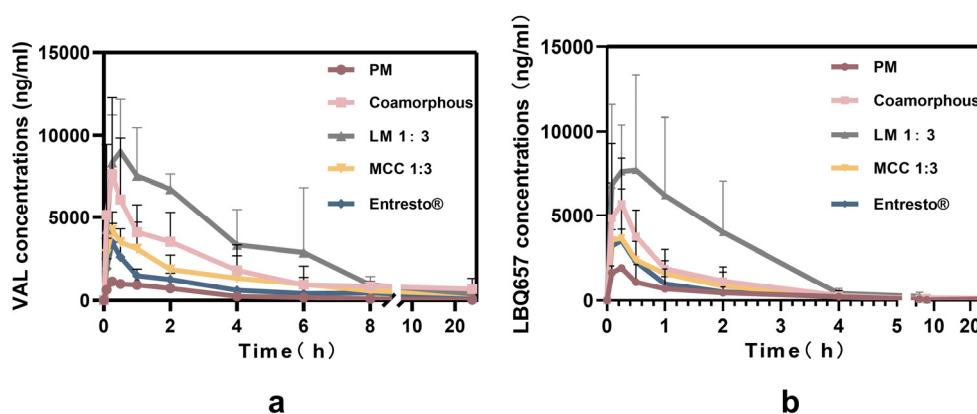 VAL concentrations (ng/ml)
15000
10000
5000
0
PM
Coamorphous
LM 1: 3
MCC 1:3
Entresto®
0 2 4 6 8 10 20
Time( h)
a
LBQ657 concentrations (ng/ml)
15000
10000
5000
0
PM
Coamorphous
LM 1: 3
MCC 1:3
Entresto®
0 1 2 3 4 5 10 20
Time( h)
b